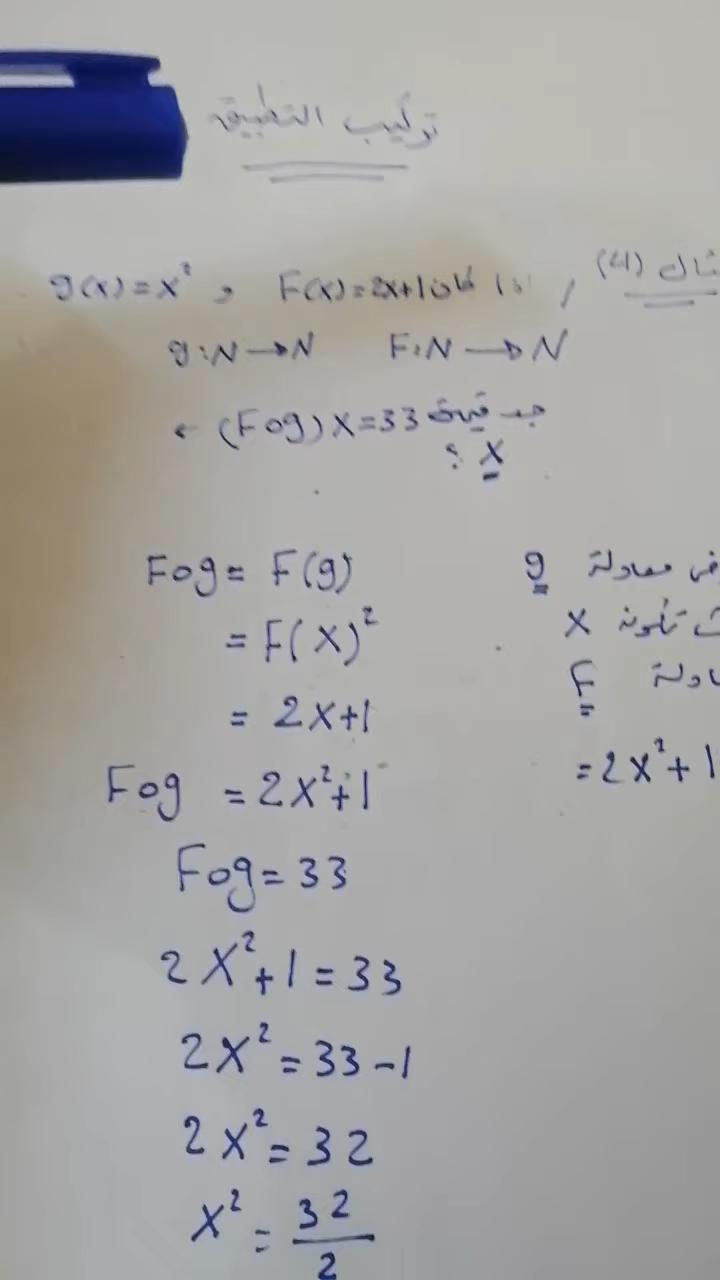 تركيب التطبيق
مثال (4) / اذا كان F(x)=2x+1 و g(x)=x²
F:N→N g:N→N
جد قيمة x ؟ (Fog)x=33
Fog = F(g)
= F(x)²
= 2x+1
Fog = 2x²+1
Fog = 33
2x²+1=33
2x²=33-1
2x²=32
x²=32/2
معادلة g
x
F
=2x²+1